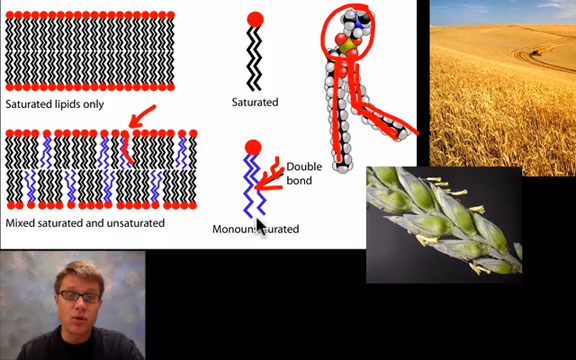 Saturated lipids only
Saturated
Double
bond
Mixed saturated and unsaturated
Monounsaturated